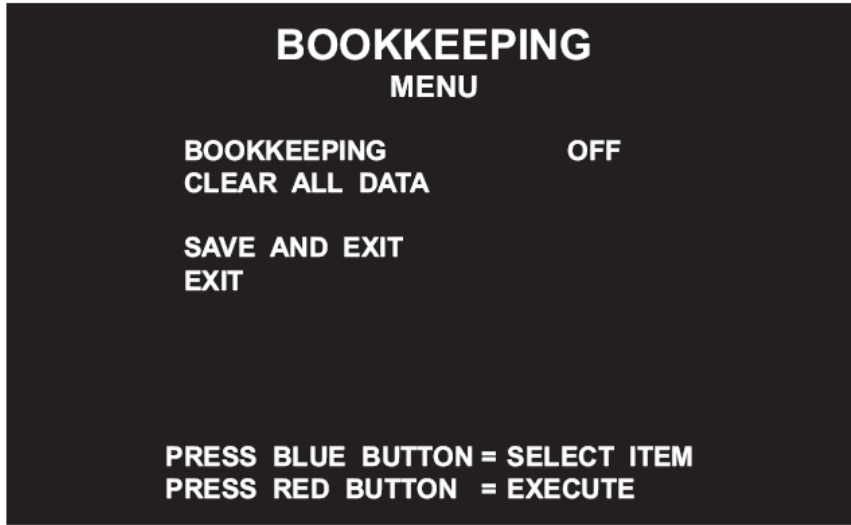 BOOKKEEPING
MENU
BOOKKEEPING OFF
CLEAR ALL DATA
SAVE AND EXIT
EXIT
PRESS BLUE BUTTON = SELECT ITEM
PRESS RED BUTTON = EXECUTE